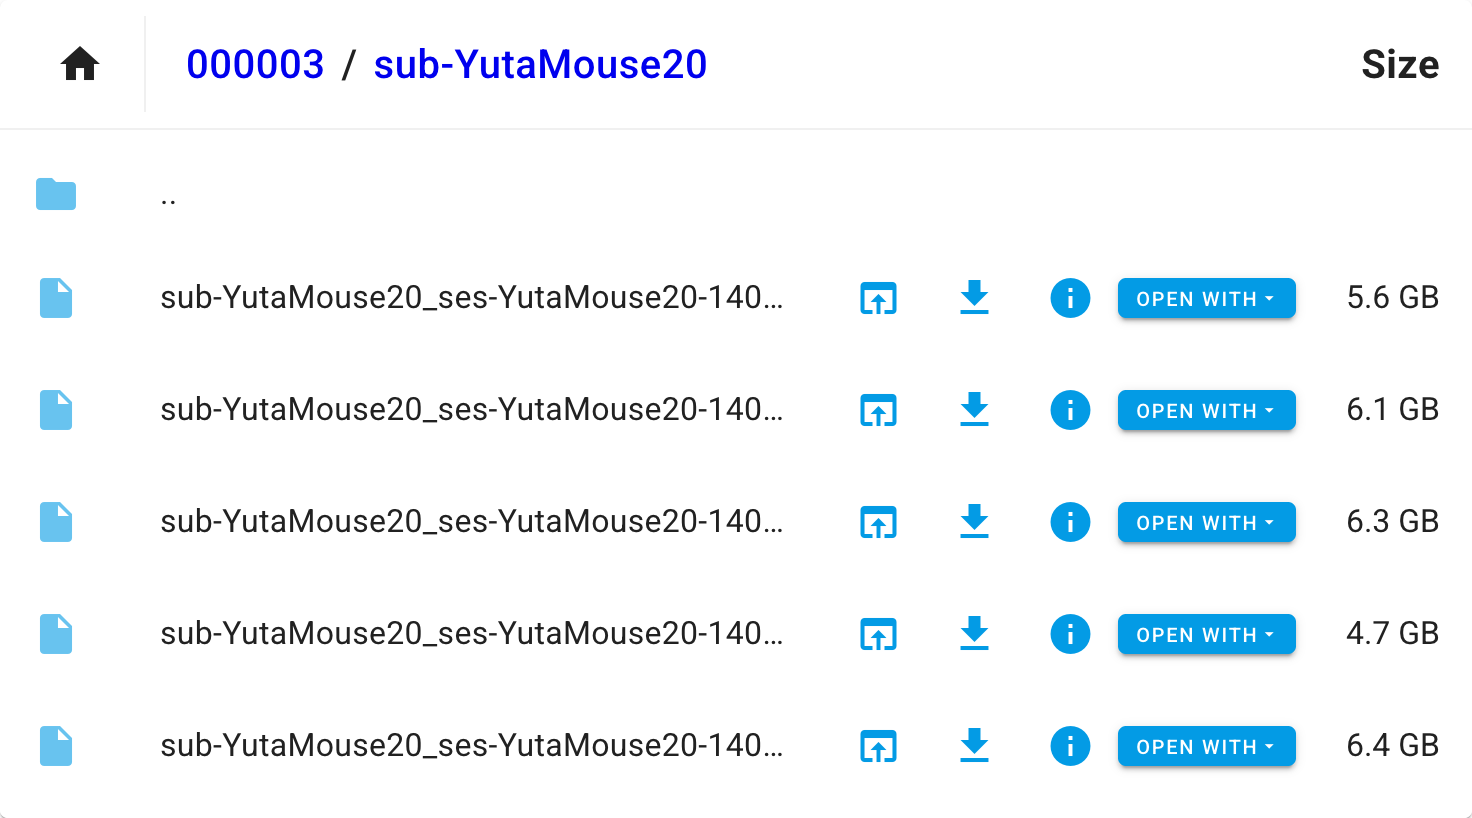 000003 / sub-YutaMouse20 Size
..
sub-YutaMouse20_ses-YutaMouse20-140... OPEN WITH 5.6 GB
sub-YutaMouse20_ses-YutaMouse20-140... OPEN WITH 6.1 GB
sub-YutaMouse20_ses-YutaMouse20-140... OPEN WITH 6.3 GB
sub-YutaMouse20_ses-YutaMouse20-140... OPEN WITH 4.7 GB
sub-YutaMouse20_ses-YutaMouse20-140... OPEN WITH 6.4 GB